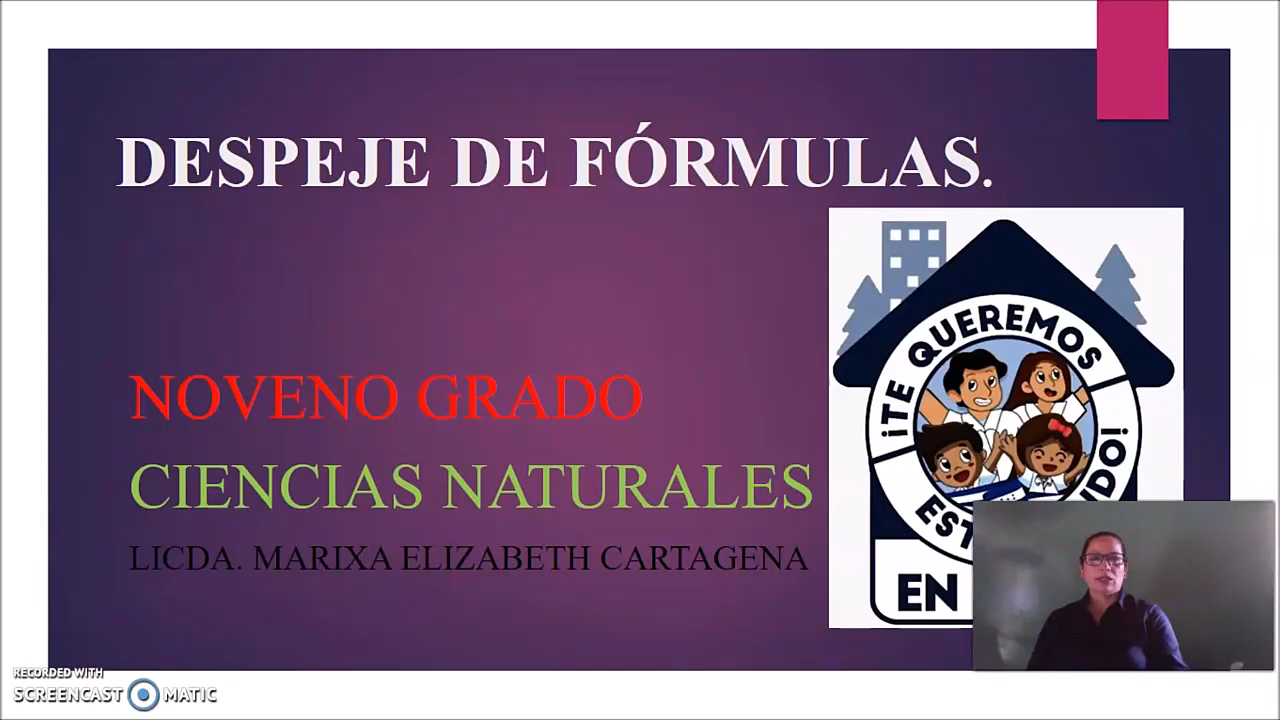 DESPEJE DE FÓRMULAS.
¡TE QUEREMOS
EN
NOVENO GRADO
CIENCIAS NATURALES
LICDA. MARIXA ELIZABETH CARTAGENA
RECORDED WITH
SCREENCAST MATIC